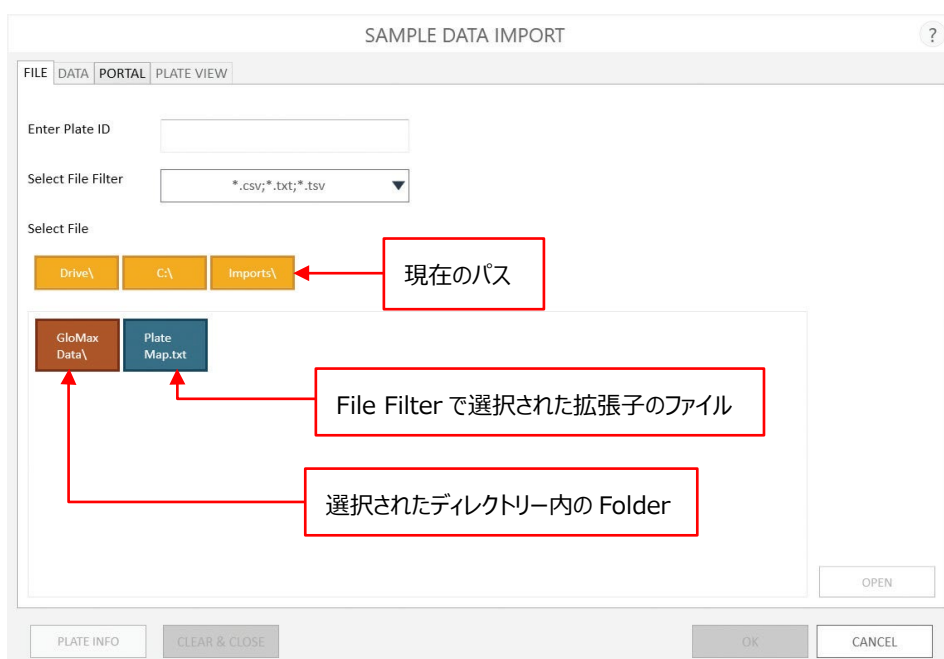 SAMPLE DATA IMPORT
?
FILE DATA PORTAL PLATE VIEW
Enter Plate ID
Select File Filter
*.csv;*.txt;*.tsv
Select File
Drive\ C:\ Imports\
現在のパス
GloMax
Data\
Plate
Map.txt
File Filter で選択された拡張子のファイル
選択されたディレクトリー内の Folder
OPEN
PLATE INFO CLEAR & CLOSE OK CANCEL